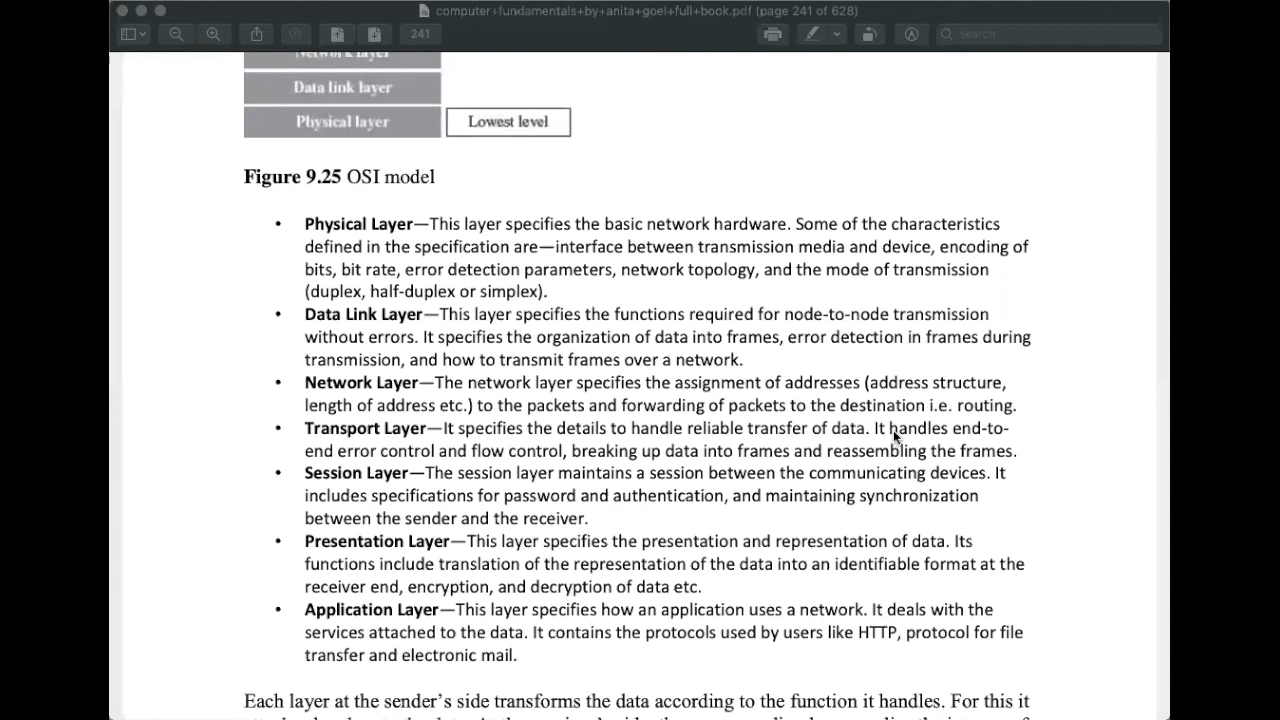 computer+fundamentals+by+anita+goel+full+book.pdf (page 241 of 628)
241
Search
Network layer
Data link layer
Physical layer
Lowest level
Figure 9.25 OSI model
• Physical Layer—This layer specifies the basic network hardware. Some of the characteristics
defined in the specification are—interface between transmission media and device, encoding of
bits, bit rate, error detection parameters, network topology, and the mode of transmission
(duplex, half-duplex or simplex).
• Data Link Layer—This layer specifies the functions required for node-to-node transmission
without errors. It specifies the organization of data into frames, error detection in frames during
transmission, and how to transmit frames over a network.
• Network Layer—The network layer specifies the assignment of addresses (address structure,
length of address etc.) to the packets and forwarding of packets to the destination i.e. routing.
• Transport Layer—It specifies the details to handle reliable transfer of data. It handles end-to-
end error control and flow control, breaking up data into frames and reassembling the frames.
• Session Layer—The session layer maintains a session between the communicating devices. It
includes specifications for password and authentication, and maintaining synchronization
between the sender and the receiver.
• Presentation Layer—This layer specifies the presentation and representation of data. Its
functions include translation of the representation of the data into an identifiable format at the
receiver end, encryption, and decryption of data etc.
• Application Layer—This layer specifies how an application uses a network. It deals with the
services attached to the data. It contains the protocols used by users like HTTP, protocol for file
transfer and electronic mail.
Each layer at the sender's side transforms the data according to the function it handles. For this it